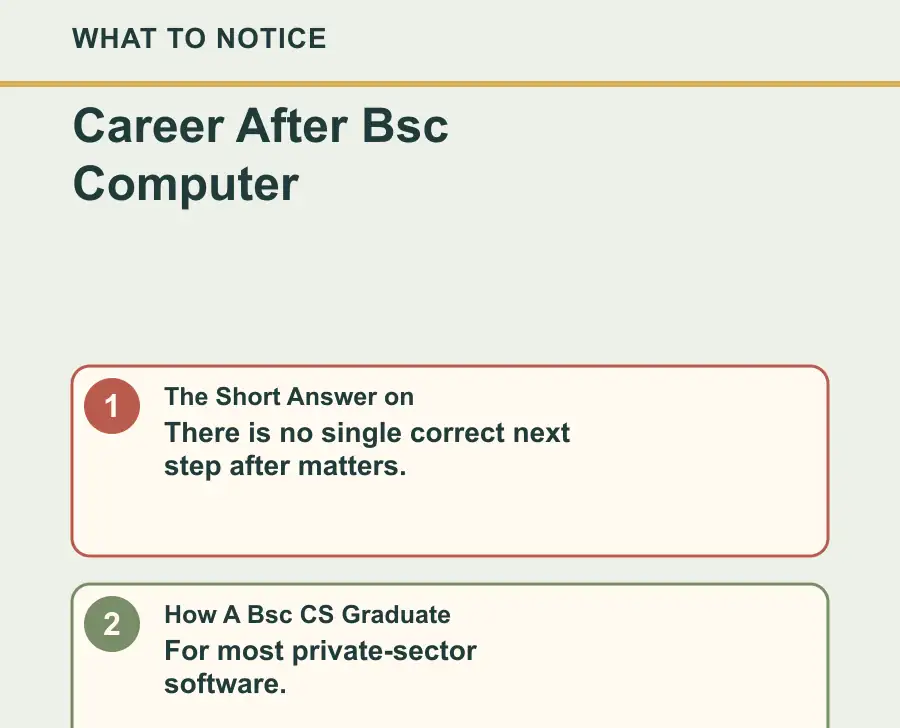 WHAT TO NOTICE
Career After Bsc
Computer
1
The Short Answer on
There is no single correct next
step after matters.
2
How A Bsc CS Graduate
For most private-sector
software.